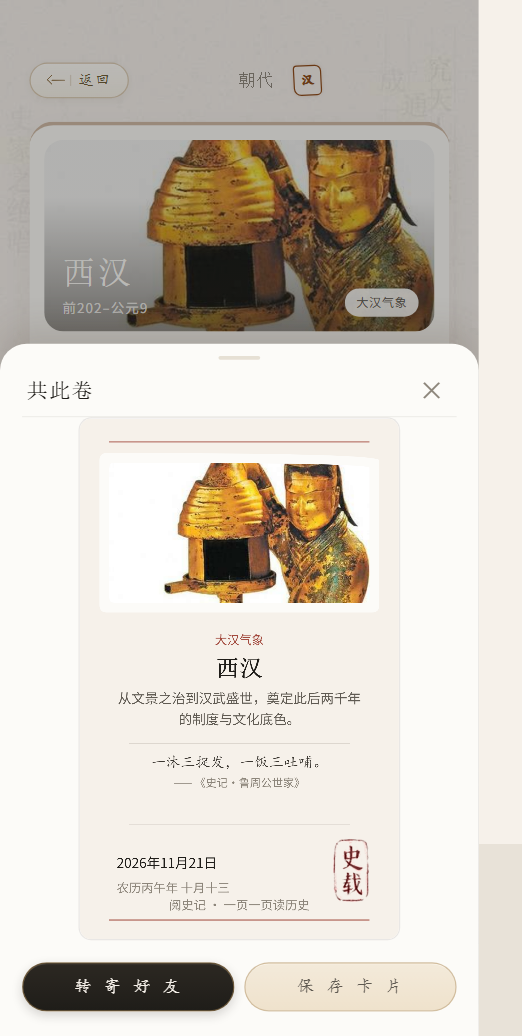 返回
朝代
汉
西汉
前202–公元9
大汉气象
共此卷
大汉气象
西汉
从文景之治到汉武盛世，奠定此后两千年
的制度与文化底色。
一沐三捉发，一饭三吐哺。
—— 《史记·鲁周公世家》
2026年11月21日
农历丙午年 十月十三
阅史记 · 一页一页读历史
史载
转寄好友
保存卡片